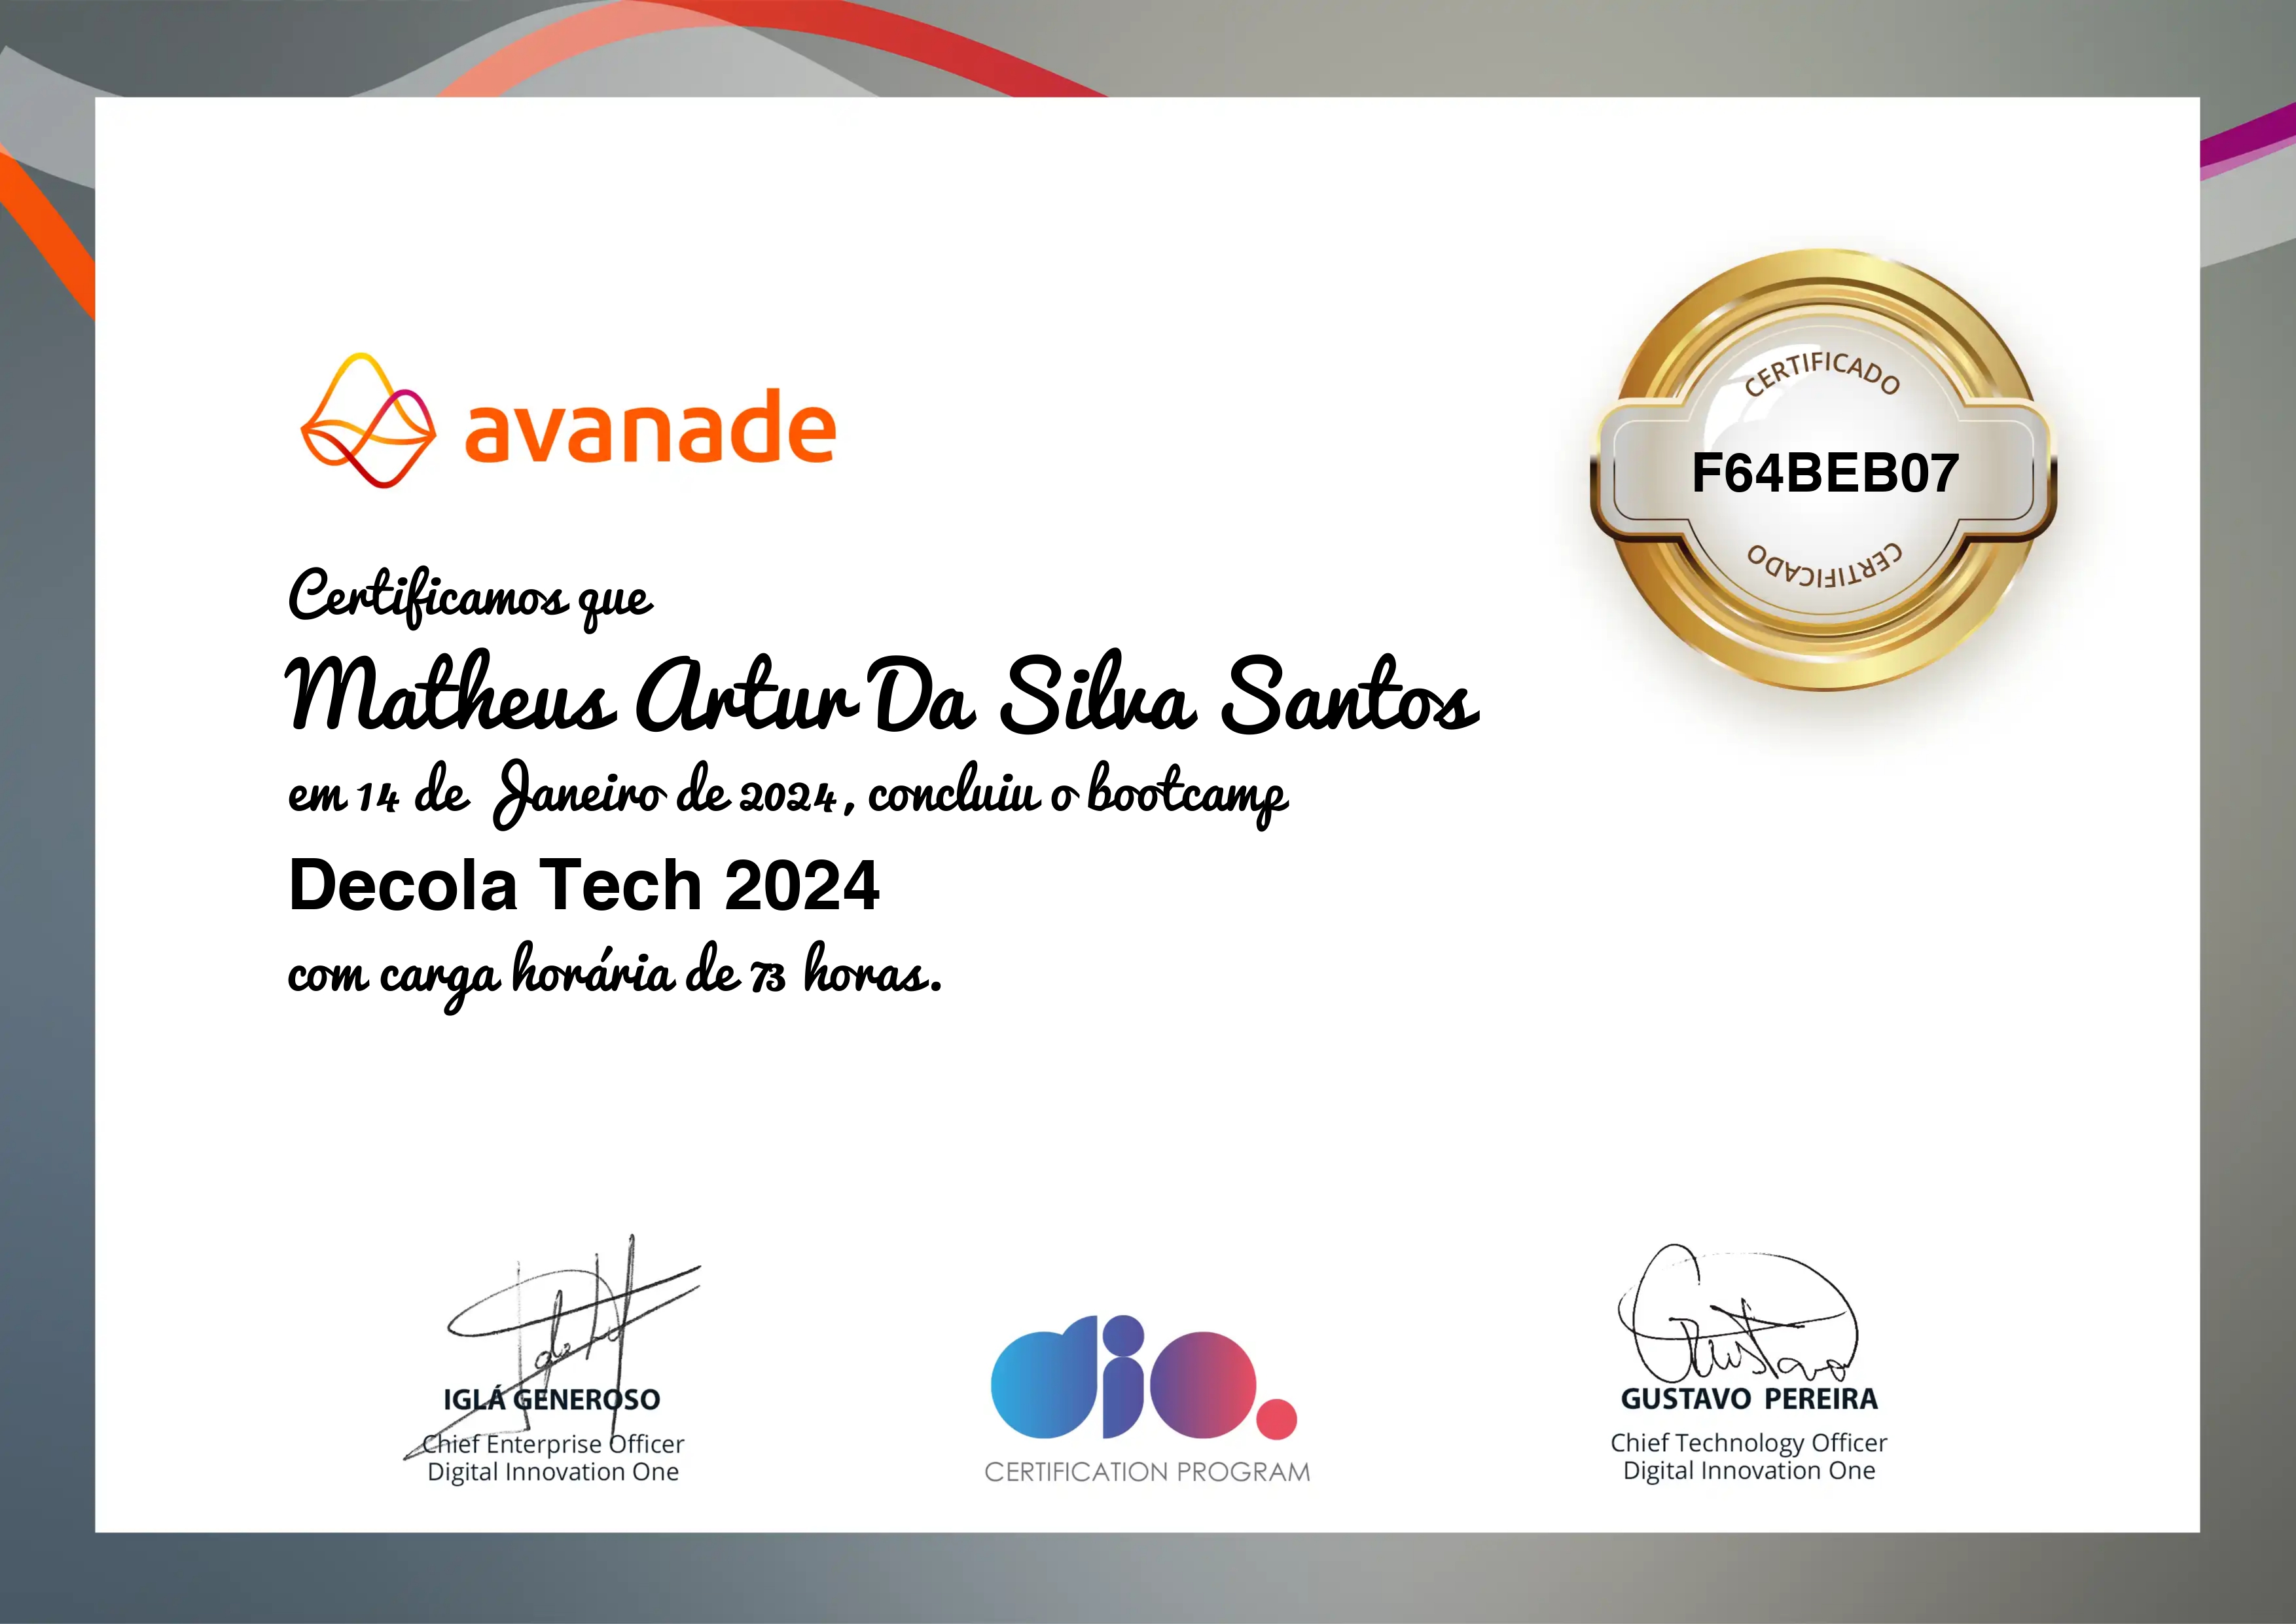 avanade
CERTIFICADO
F64BEB07
CERTIFICADO
Certificamos que
Matheus Artur Da Silva Santos
em 14 de Janeiro de 2024, concluiu o bootcamp
Decola Tech 2024
com carga horária de 73 horas.
IGLÁ GENEROSO
Chief Enterprise Officer
Digital Innovation One
dio.
CERTIFICATION PROGRAM
Gustavo
GUSTAVO PEREIRA
Chief Technology Officer
Digital Innovation One